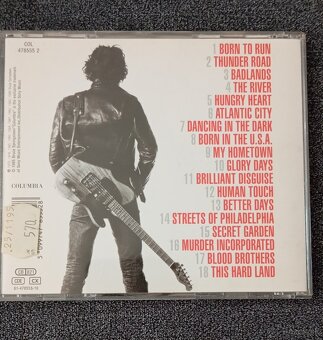 COL
478555 2
1 BORN TO RUN
2 THUNDER ROAD
3 BADLANDS
4 THE RIVER
5 HUNGRY HEART
6 ATLANTIC CITY
7 DANCING IN THE DARK
8 BORN IN THE U.S.A.
9 MY HOMETOWN
10 GLORY DAYS
11 BRILLIANT DISGUISE
12 HUMAN TOUCH
13 BETTER DAYS
14 STREETS OF PHILADELPHIA
15 SECRET GARDEN
16 MURDER INCORPORATED
17 BLOOD BROTHERS
18 THIS HARD LAND
COLUMBIA
570